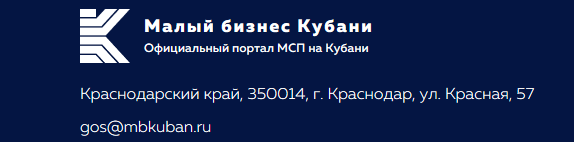 Малый бизнес Кубани
Официальный портал МСП на Кубани
Краснодарский край, 350014, г. Краснодар, ул. Красная, 57
gos@mbkuban.ru